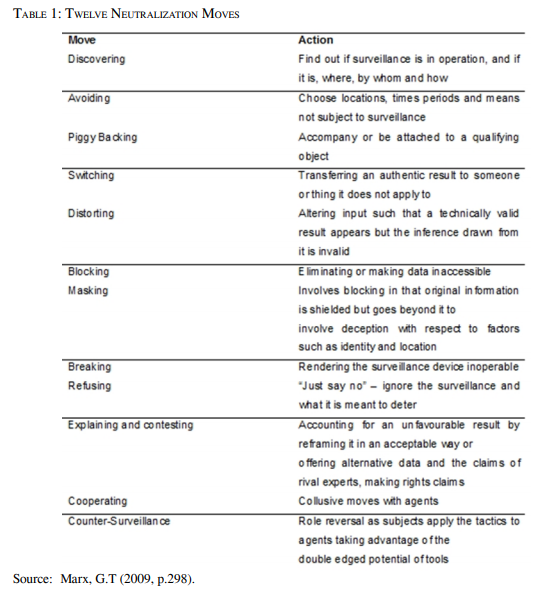 TABLE 1: TWELVE NEUTRALIZATION MOVES
Move Action
Discovering Find out if surveillance is in operation, and if
it is, where, by whom and how
Avoiding Choose locations, times periods and means
not subject to surveillance
Piggy Backing Accompany or be attached to a qualifying
object
Switching Transferring an authentic result to someone
or thing it does not apply to
Distorting Altering input such that a technically valid
result appears but the inference drawn from
it is invalid
Blocking Eliminating or making data inaccessible
Masking Involves blocking in that original information
is shielded but goes beyond it to
involve deception with respect to factors
such as identity and location
Breaking Rendering the surveillance device inoperable
Refusing "Just say no" – ignore the surveillance and
what it is meant to deter
Explaining and contesting Accounting for an unfavourable result by
reframing it in an acceptable way or
offering alternative data and the claims of
rival experts, making rights claims
Cooperating Collusive moves with agents
Counter-Surveillance Role reversal as subjects apply the tactics to
agents taking advantage of the
double edged potential of tools
Source: Marx, G.T (2009, p.298).